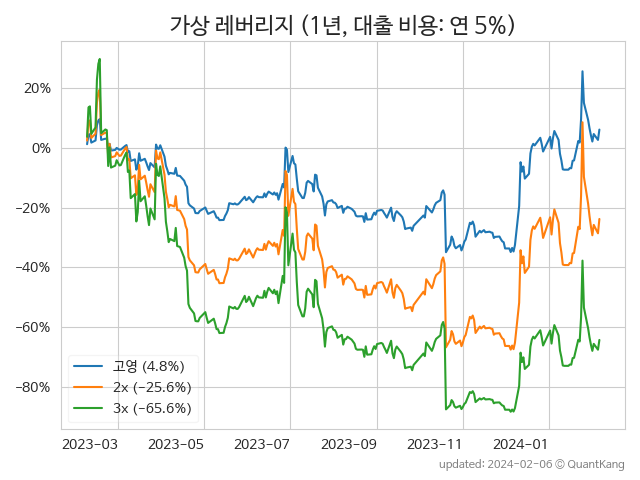 가상 레버리지 (1년, 대출 비용: 연 5%)
20%
0%
−20%
−40%
−60%
−80%
고영 (4.8%)
2x (−25.6%)
3x (−65.6%)
2023-03 2023-05 2023-07 2023-09 2023-11 2024-01
updated: 2024-02-06 © QuantKang